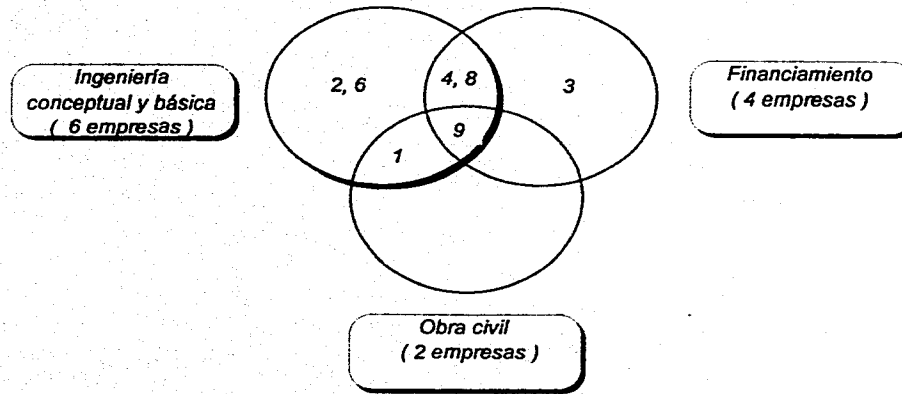 Ingeniería
conceptual y básica
( 6 empresas )
2, 6
4, 8
3
9
1
Financiamiento
( 4 empresas )
Obra civil
( 2 empresas )